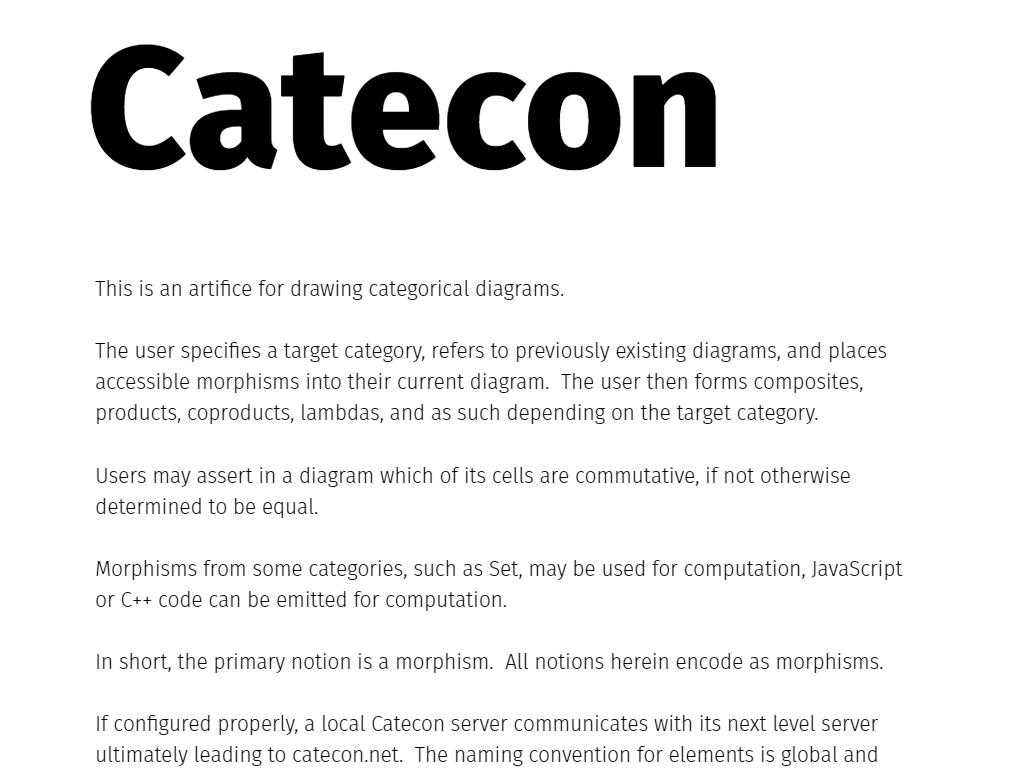 Catecon
This is an artifice for drawing categorical diagrams.
The user specifies a target category, refers to previously existing diagrams, and places
accessible morphisms into their current diagram.  The user then forms composites,
products, coproducts, lambdas, and as such depending on the target category.
Users may assert in a diagram which of its cells are commutative, if not otherwise
determined to be equal.
Morphisms from some categories, such as Set, may be used for computation, JavaScript
or C++ code can be emitted for computation.
In short, the primary notion is a morphism.  All notions herein encode as morphisms.
If configured properly, a local Catecon server communicates with its next level server
ultimately leading to catecon.net.  The naming convention for elements is global and